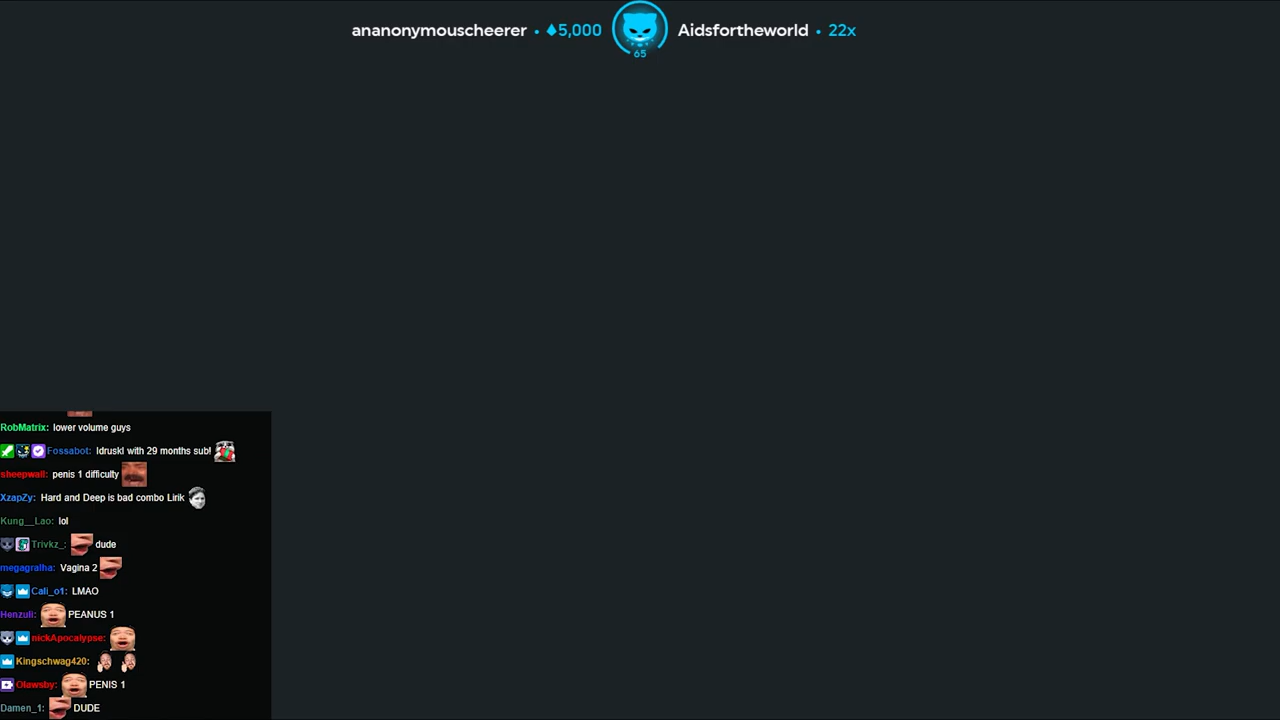 ananonymouscheerer • 5,000 Aidsfortheworld • 22x
65
RobMatrix: lower volume guys
Fossabot: Idruskl with 29 months sub!
sheepwall: penis 1 difficulty
XzapZy: Hard and Deep is bad combo Lirik
Kung__Lao: lol
Trivkz_: dude
megagralha: Vagina 2
Cali_o1: LMAO
Henzuli: PEANUS 1
nickApocalypse:
Kingschwag420:
Olawsby: PENIS 1
Damen_1: DUDE